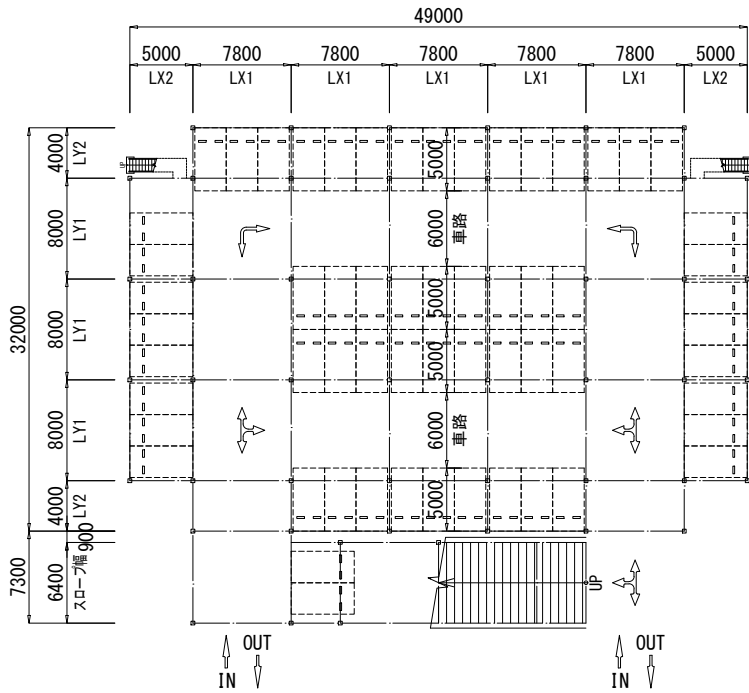 49000
5000 7800 7800 7800 7800 7800 5000
LX2 LX1 LX1 LX1 LX1 LX1 LX2
4000 LY2
8000 LY1
8000 LY1
8000 LY1
4000 LY2
32000
7300
900
6400
スロープ幅
5000
6000 車路
5000
5000
6000 車路
5000
UP
UP
IN OUT
IN OUT